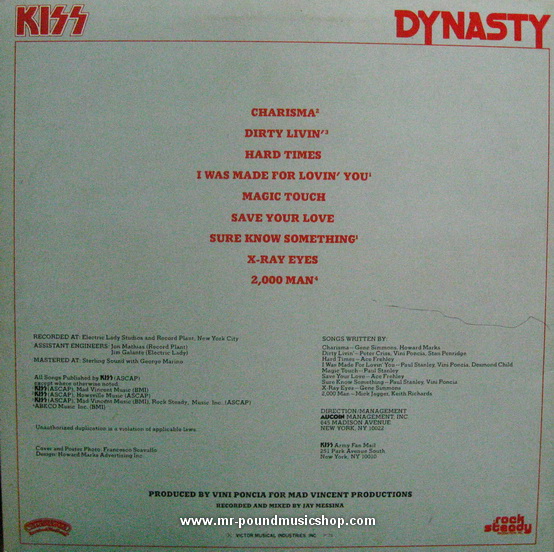 KISS
DYNASTY
CHARISMA²
DIRTY LIVIN'³
HARD TIMES
I WAS MADE FOR LOVIN' YOU¹
MAGIC TOUCH
SAVE YOUR LOVE
SURE KNOW SOMETHING¹
X-RAY EYES
2,000 MAN⁴
RECORDED AT: Electric Lady Studios and Record Plant, New York City
ASSISTANT ENGINEERS: Jon Mathias (Record Plant)
Jim Galante (Electric Lady)
MASTERED AT: Sterling Sound with George Marino
All Songs Published by KISS (ASCAP)
except where otherwise noted.
KISS (ASCAP), Mad Vincent Music (BMI)
KISS (ASCAP), Howeville Music (ASCAP)
KISS (ASCAP), Mad Vincent Music (BMI), Rock Steady, Music, Inc. (ASCAP)
ABKCO Music Inc. (BMI)
Unauthorized duplication is a violation of applicable laws.
Cover and Poster Photo: Francesco Scavullo
Design: Howard Marks Advertising Inc.
SONGS WRITTEN BY:
Charisma – Gene Simmons, Howard Marks
Dirty Livin' – Peter Criss, Vini Poncia, Stan Penridge
Hard Times – Ace Frehley
I Was Made For Lovin' You – Paul Stanley, Vini Poncia, Desmond Child
Magic Touch – Paul Stanley
Save Your Love – Ace Frehley
Sure Know Something – Paul Stanley, Vini Poncia
X-Ray Eyes – Gene Simmons
2,000 Man – Mick Jagger, Keith Richards
DIRECTION/MANAGEMENT
AUCOIN MANAGEMENT, INC.
645 MADISON AVENUE
NEW YORK, NY 10022
KISS Army Fan Mail
251 Park Avenue South
New York, NY 10010
PRODUCED BY VINI PONCIA FOR MAD VINCENT PRODUCTIONS
RECORDED AND MIXED BY JAY MESSINA
www.mr-poundmusicshop.com
VICTOR MUSICAL INDUSTRIES, INC.
rock
steady